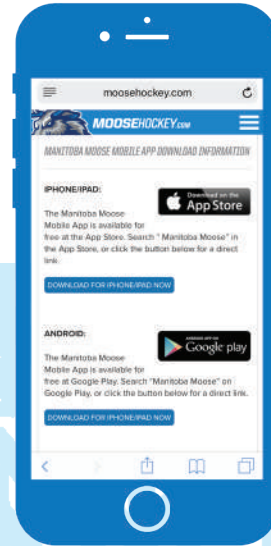 moosehockey.com
MOOSEHOCKEY.COM
MANITOBA MOOSE MOBILE APP DOWNLOAD INFORMATION
IPHONE/IPAD:
Download on the
App Store
The Manitoba Moose
Mobile App is available for
free at the App Store. Search " Manitoba Moose" in
the App Store, or click the button below for a direct
link.
DOWNLOAD FOR IPHONE/IPAD NOW
ANDROID:
ANDROID APP ON
Google play
The Manitoba Moose
Mobile App is available for
free at Google Play. Search "Manitoba Moose" on
Google Play, or click the button below for a direct link.
DOWNLOAD FOR IPHONE/IPAD NOW